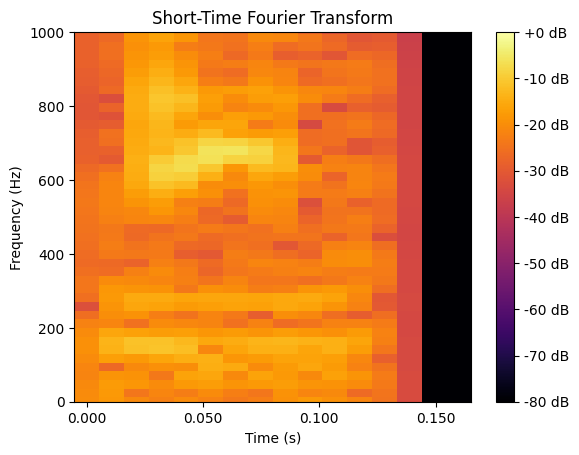 Short-Time Fourier Transform
1000
800
600
400
200
0
Frequency (Hz)
0.000
0.050
0.100
0.150
Time (s)
+0 dB
-10 dB
-20 dB
-30 dB
-40 dB
-50 dB
-60 dB
-70 dB
-80 dB